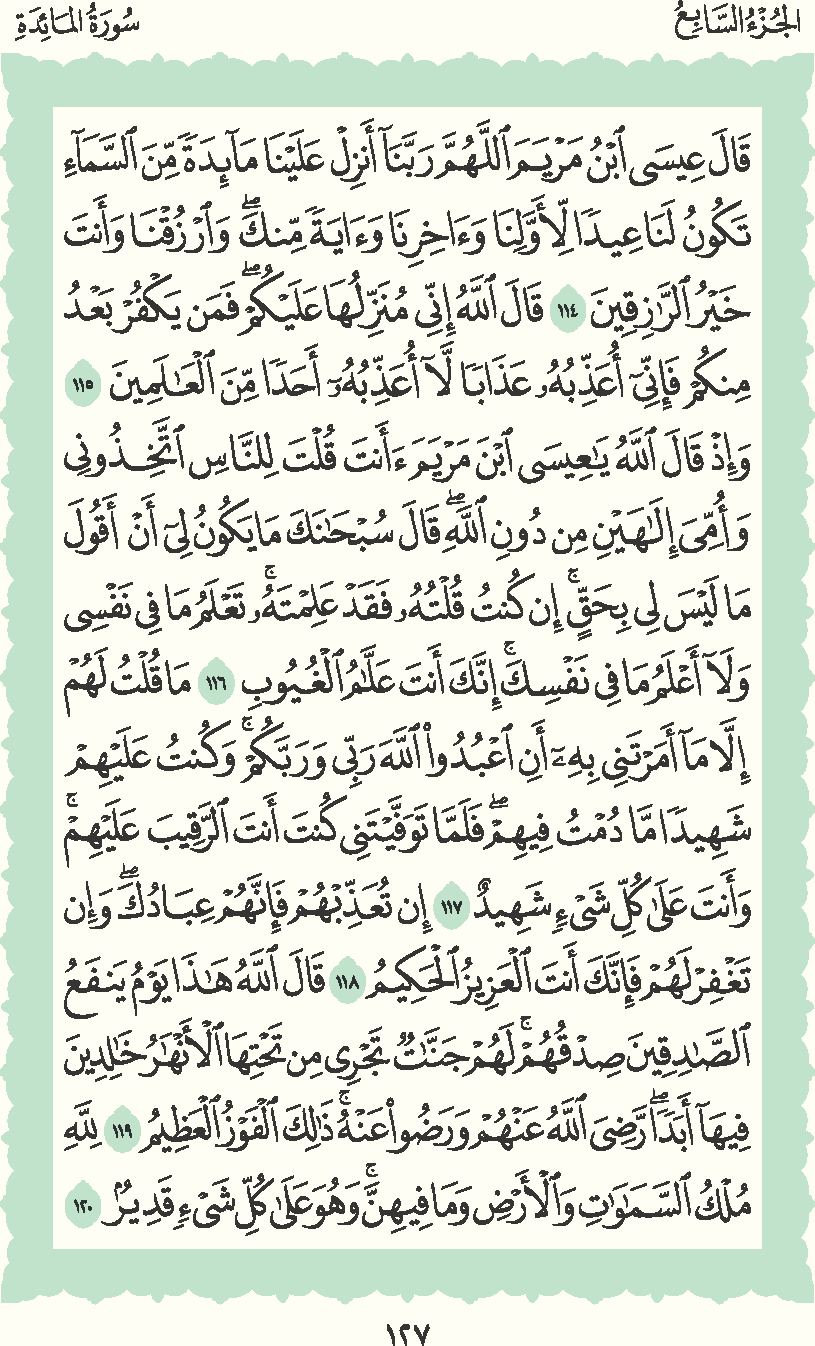 الجُزْءُ السَّابِعُ
سُورَةُ المَائِدَةِ
قَالَ عِيسَى ٱبْنُ مَرْيَمَ ٱللَّهُمَّ رَبَّنَآ أَنزِلْ عَلَيْنَا مَآئِدَةً مِّنَ ٱلسَّمَآءِ
تَكُونُ لَنَا عِيدًا لِّأَوَّلِنَا وَءَاخِرِنَا وَءَايَةً مِّنكَ ۖ وَٱرْزُقْنَا وَأَنتَ
خَيْرُ ٱلرَّٰزِقِينَ ١١٤ قَالَ ٱللَّهُ إِنِّى مُنَزِّلُهَا عَلَيْكُمْ ۖ فَمَن يَكْفُرْ بَعْدُ
مِنكُمْ فَإِنِّىٓ أُعَذِّبُهُۥ عَذَابًا لَّآ أُعَذِّبُهُۥٓ أَحَدًا مِّنَ ٱلْعَٰلَمِينَ ١١٥
وَإِذْ قَالَ ٱللَّهُ يَٰعِيسَى ٱبْنَ مَرْيَمَ ءَأَنتَ قُلْتَ لِلنَّاسِ ٱتَّخِذُونِى
وَأُمِّىَ إِلَٰهَيْنِ مِن دُونِ ٱللَّهِ ۖ قَالَ سُبْحَٰنَكَ مَا يَكُونُ لِىٓ أَنْ أَقُولَ
مَا لَيْسَ لِى بِحَقٍّ ۚ إِن كُنتُ قُلْتُهُۥ فَقَدْ عَلِمْتَهُۥ ۚ تَعْلَمُ مَا فِى نَفْسِى
وَلَآ أَعْلَمُ مَا فِى نَفْسِكَ ۚ إِنَّكَ أَنتَ عَلَّٰمُ ٱلْغُيُوبِ ١١٦ مَا قُلْتُ لَهُمْ
إِلَّا مَآ أَمَرْتَنِى بِهِۦٓ أَنِ ٱعْبُدُوا۟ ٱللَّهَ رَبِّى وَرَبَّكُمْ ۚ وَكُنتُ عَلَيْهِمْ
شَهِيدًا مَّا دُمْتُ فِيهِمْ ۖ فَلَمَّا تَوَفَّيْتَنِى كُنتَ أَنتَ ٱلرَّقِيبَ عَلَيْهِمْ ۚ
وَأَنتَ عَلَىٰ كُلِّ شَىْءٍ شَهِيدٌ ١١٧ إِن تُعَذِّبْهُمْ فَإِنَّهُمْ عِبَادُكَ ۖ وَإِن
تَغْفِرْ لَهُمْ فَإِنَّكَ أَنتَ ٱلْعَزِيزُ ٱلْحَكِيمُ ١١٨ قَالَ ٱللَّهُ هَٰذَا يَوْمُ يَنفَعُ
ٱلصَّٰدِقِينَ صِدْقُهُمْ ۚ لَهُمْ جَنَّٰتٌ تَجْرِى مِن تَحْتِهَا ٱلْأَنْهَٰرُ خَٰلِدِينَ
فِيهَآ أَبَدًا ۖ رَّضِىَ ٱللَّهُ عَنْهُمْ وَرَضُوا۟ عَنْهُ ۚ ذَٰلِكَ ٱلْفَوْزُ ٱلْعَظِيمُ ١١٩ لِلَّهِ
مُلْكُ ٱلسَّمَٰوَٰتِ وَٱلْأَرْضِ وَمَا فِيهِنَّ ۚ وَهُوَ عَلَىٰ كُلِّ شَىْءٍ قَدِيرٌۢ ١٢٠
١٢٧